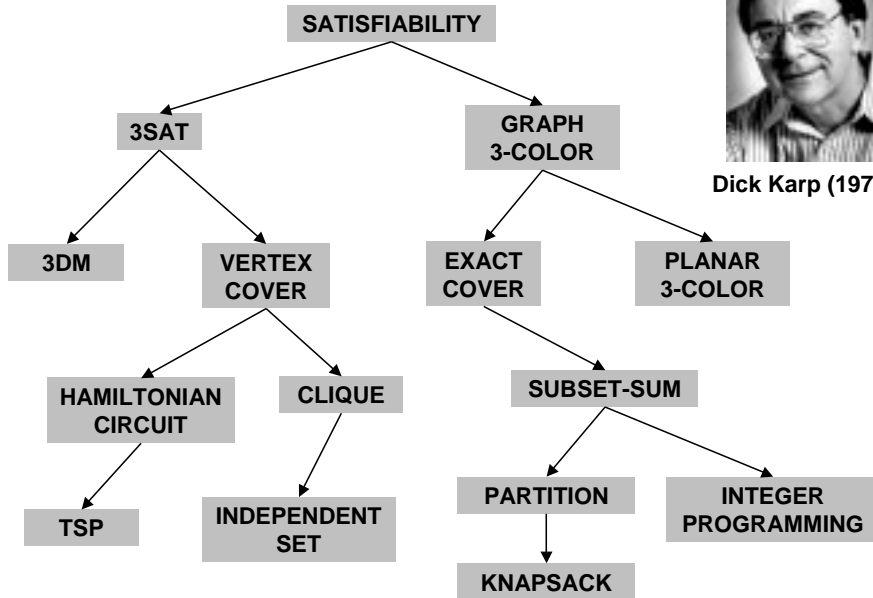 SATISFIABILITY
3SAT
GRAPH
3-COLOR
Dick Karp (197
3DM
VERTEX
COVER
EXACT
COVER
PLANAR
3-COLOR
HAMILTONIAN
CIRCUIT
CLIQUE
SUBSET-SUM
TSP
INDEPENDENT
SET
PARTITION
INTEGER
PROGRAMMING
KNAPSACK